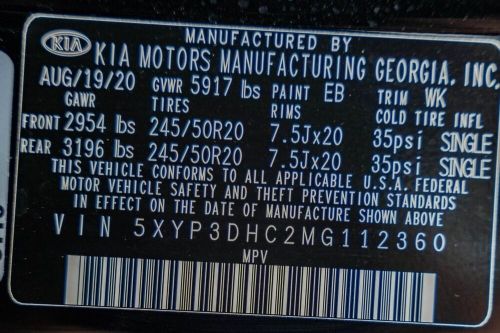 MANUFACTURED BY
KIA KIA MOTORS MANUFACTURING GEORGIA, INC.
AUG/19/20 GVWR 5917 lbs PAINT EB TRIM WK
GAWR TIRES RIMS COLD TIRE INFL
FRONT 2954 lbs 245/50R20 7.5Jx20 35psi SINGLE
REAR 3196 lbs 245/50R20 7.5Jx20 35psi SINGLE
THIS VEHICLE CONFORMS TO ALL APPLICABLE U.S.A. FEDERAL
MOTOR VEHICLE SAFETY AND THEFT PREVENTION STANDARDS
IN EFFECT ON THE DATE OF MANUFACTURE SHOWN ABOVE
VIN 5XYP3DHC2MG112360
MPV